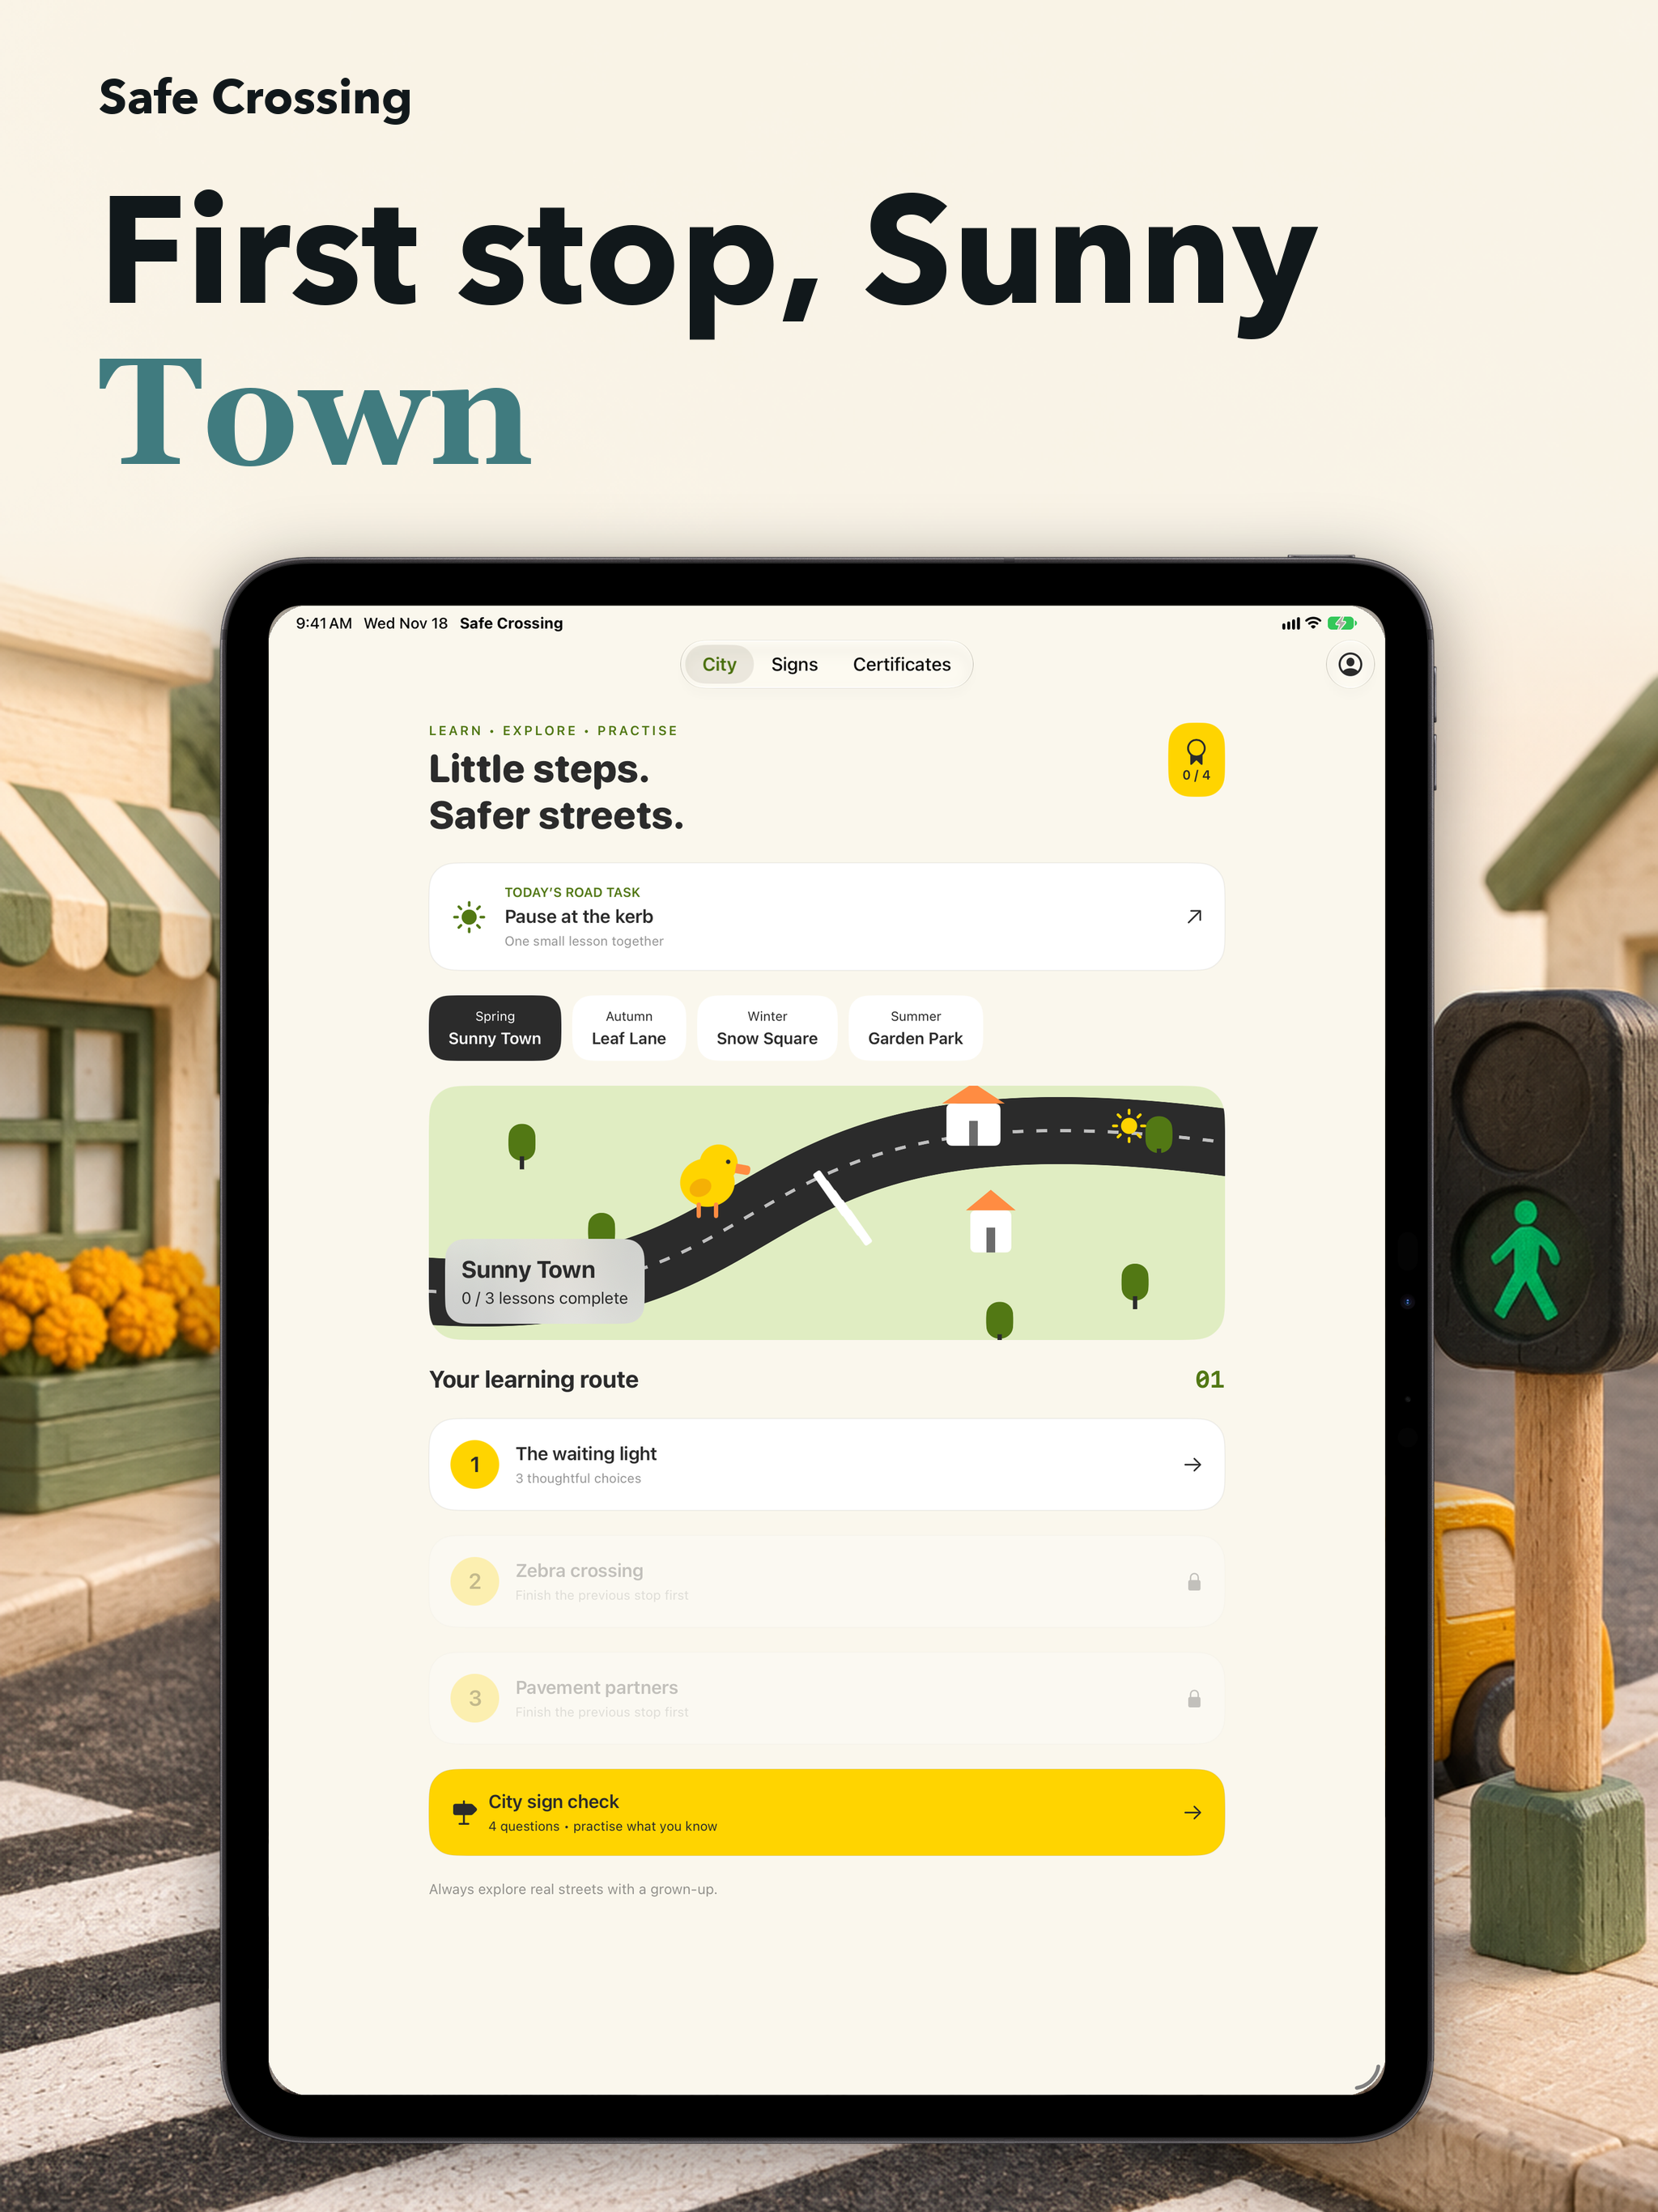 Safe Crossing
First stop, Sunny
Town
9:41 AM Wed Nov 18 Safe Crossing
City Signs Certificates
LEARN • EXPLORE • PRACTISE
Little steps.
Safer streets.
0 / 4
TODAY'S ROAD TASK
Pause at the kerb
One small lesson together
Spring
Sunny Town
Autumn
Leaf Lane
Winter
Snow Square
Summer
Garden Park
Sunny Town
0 / 3 lessons complete
Your learning route
01
1
The waiting light
3 thoughtful choices
2
Zebra crossing
Finish the previous stop first
3
Pavement partners
Finish the previous stop first
City sign check
4 questions • practise what you know
Always explore real streets with a grown-up.